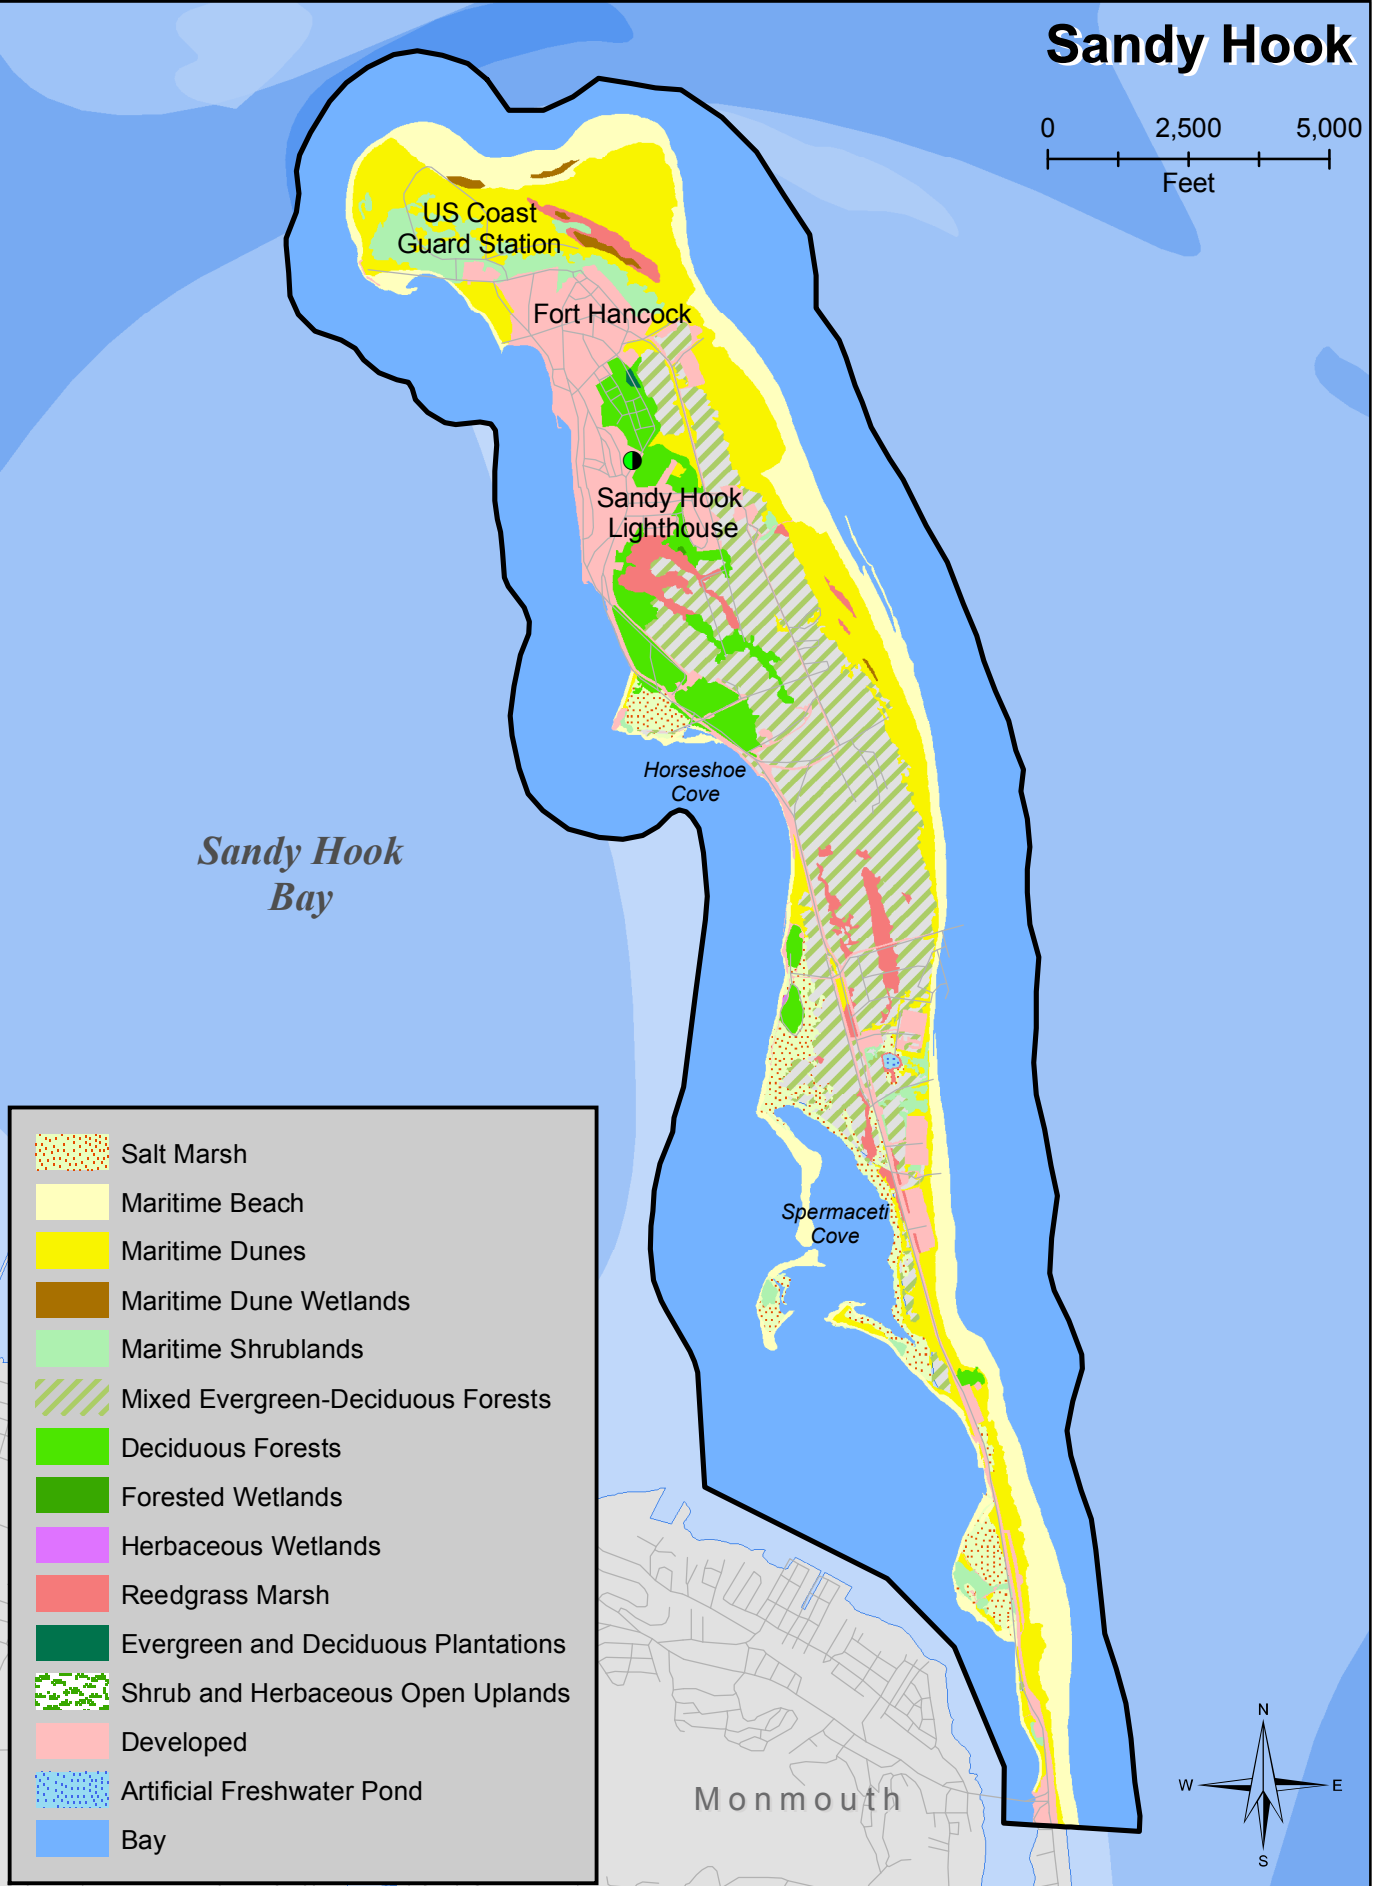 Sandy Hook
0 2,500 5,000
Feet
US Coast
Guard Station
Fort Hancock
Sandy Hook
Lighthouse
Horseshoe
Cove
Sandy Hook
Bay
Spermaceti
Cove
Salt Marsh
Maritime Beach
Maritime Dunes
Maritime Dune Wetlands
Maritime Shrublands
Mixed Evergreen-Deciduous Forests
Deciduous Forests
Forested Wetlands
Herbaceous Wetlands
Reedgrass Marsh
Evergreen and Deciduous Plantations
Shrub and Herbaceous Open Uplands
Developed
Artificial Freshwater Pond
Bay
Monmouth
N
W E
S